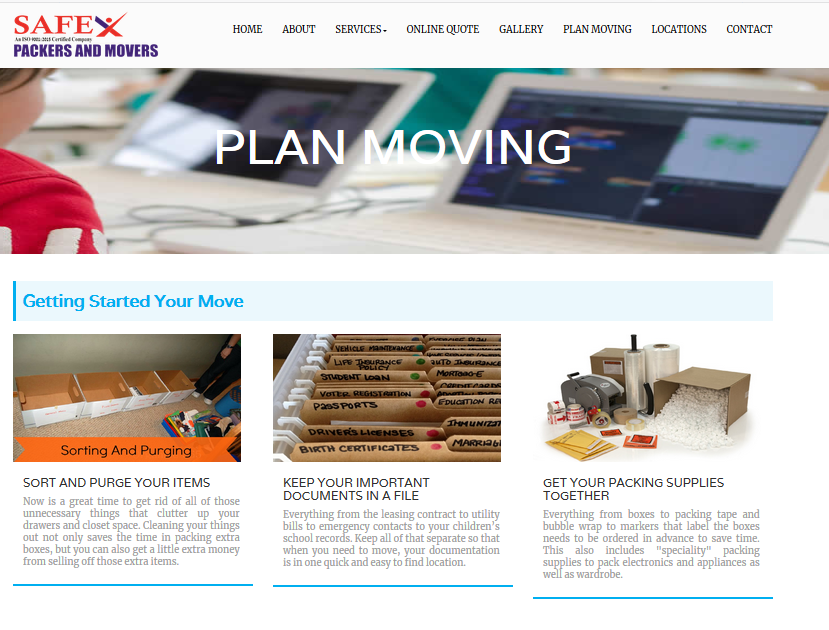 SAFEX
An ISO 9001:2015 Certified Company
PACKERS AND MOVERS
HOME ABOUT SERVICES ONLINE QUOTE GALLERY PLAN MOVING LOCATIONS CONTACT
PLAN MOVING
Getting Started Your Move
Sorting And Purging
VEHICLE MAINTENANCE
LIFE INSURANCE
POLICY
AUTO INSURANCE
STUDENT LOAN
MORTGAGE
CREDIT CARDS
VOTER REGISTRATION
PASSPORTS
EDUCATION
DRIVER'S LICENSES
BIRTH CERTIFICATES
SORT AND PURGE YOUR ITEMS
Now is a great time to get rid of all of those
unnecessary things that clutter up your
drawers and closet space. Cleaning your things
out not only saves the time in packing extra
boxes, but you can also get a little extra money
from selling off those extra items.
KEEP YOUR IMPORTANT
DOCUMENTS IN A FILE
Everything from the leasing contract to utility
bills to emergency contacts to your children's
school records. Keep all of that separate so that
when you need to move, your documentation
is in one quick and easy to find location.
GET YOUR PACKING SUPPLIES
TOGETHER
Everything from boxes to packing tape and
bubble wrap to markers that label the boxes
needs to be ordered in advance to save time.
This also includes "speciality" packing
supplies to pack electronics and appliances as
well as wardrobe.